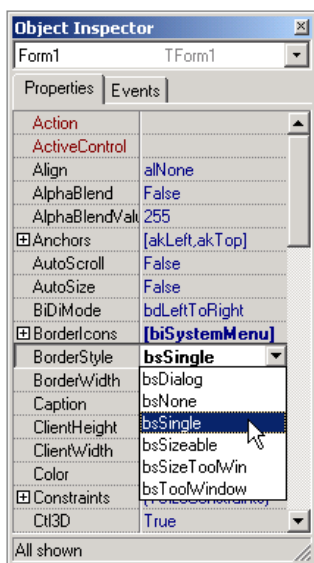 Object Inspector
Form1 TForm1
Properties Events
Action
ActiveControl
Align alNone
AlphaBlend False
AlphaBlendValu 255
Anchors [akLeft,akTop]
AutoScroll False
AutoSize False
BiDiMode bdLeftToRight
BorderIcons [biSystemMenu]
BorderStyle bsSingle
BorderWidth bsDialog
Caption bsNone
ClientHeight bsSingle
ClientWidth bsSizeable
Color bsSizeToolWin
Constraints bsToolWindow
Ctl3D True
All shown